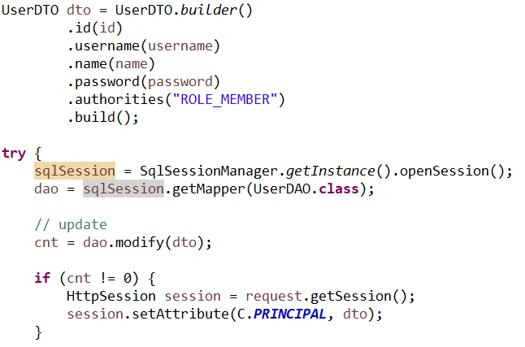 UserDTO dto = UserDTO.builder()
        .id(id)
        .username(username)
        .name(name)
        .password(password)
        .authorities("ROLE_MEMBER")
        .build();

try {
    sqlSession = SqlSessionManager.getInstance().openSession();
    dao = sqlSession.getMapper(UserDAO.class);

    // update
    cnt = dao.modify(dto);

    if (cnt != 0) {
        HttpSession session = request.getSession();
        session.setAttribute(C.PRINCIPAL, dto);
    }